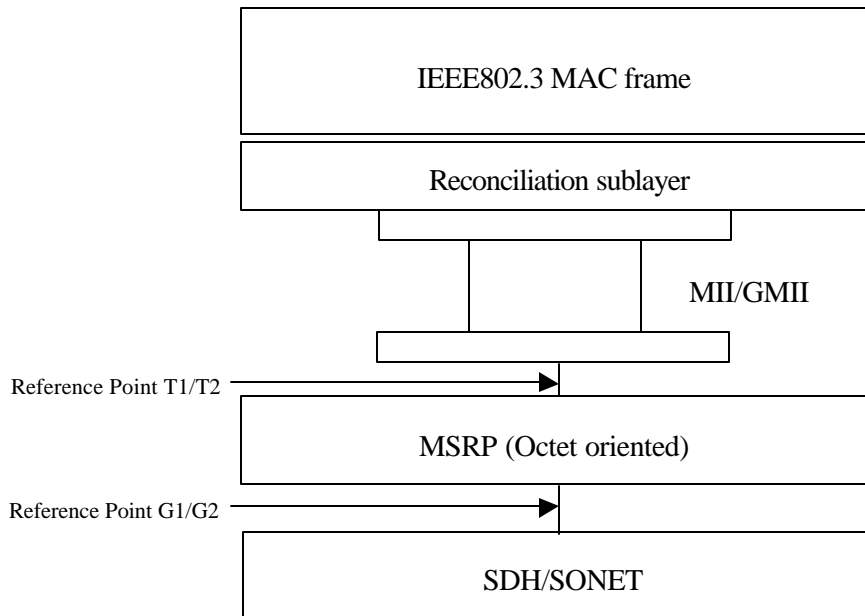 IEEE802.3 MAC frame
Reconciliation sublayer
MII/GMII
Reference Point T1/T2
MSRP (Octet oriented)
Reference Point G1/G2
SDH/SONET